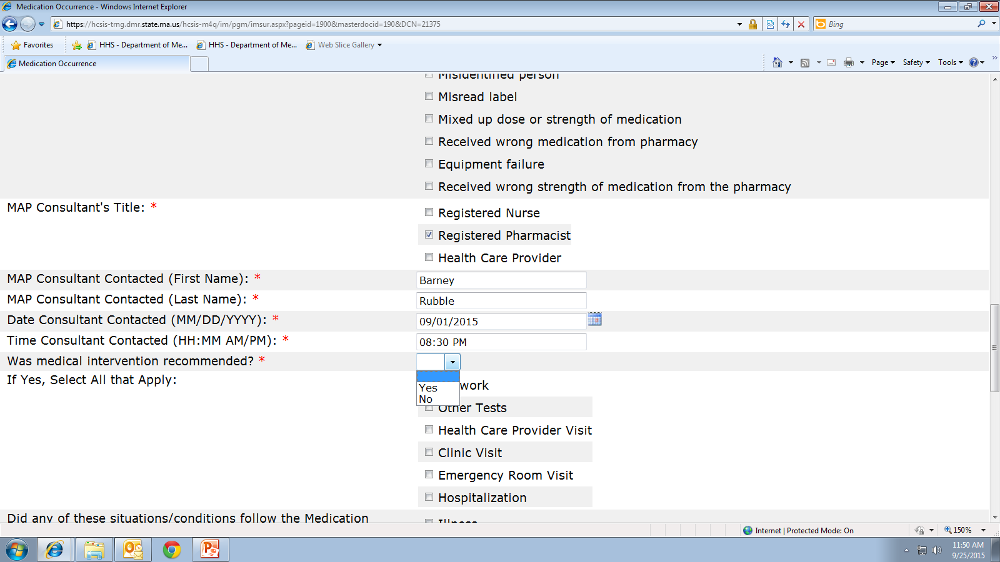 Medication Occurrence - Windows Internet Explorer
https://hcsis-trng.dmr.state.ma.us/hcsis-m4q/im/pgm/imsur.aspx?pageid=1900&masterdocid=190&DCN=21375
Bing
Favorites
HHS - Department of Me...
HHS - Department of Me...
Web Slice Gallery
Medication Occurrence
Page
Safety
Tools
Misidentified person
Misread label
Mixed up dose or strength of medication
Received wrong medication from pharmacy
Equipment failure
Received wrong strength of medication from the pharmacy
MAP Consultant's Title: *
Registered Nurse
Registered Pharmacist
Health Care Provider
MAP Consultant Contacted (First Name): *
Barney
MAP Consultant Contacted (Last Name): *
Rubble
Date Consultant Contacted (MM/DD/YYYY): *
09/01/2015
Time Consultant Contacted (HH:MM AM/PM): *
08:30 PM
Was medical intervention recommended? *
If Yes, Select All that Apply:
Yes
No
work
Other Tests
Health Care Provider Visit
Clinic Visit
Emergency Room Visit
Hospitalization
Did any of these situations/conditions follow the Medication
Illness
Internet | Protected Mode: On
150%
11:50 AM
9/25/2015